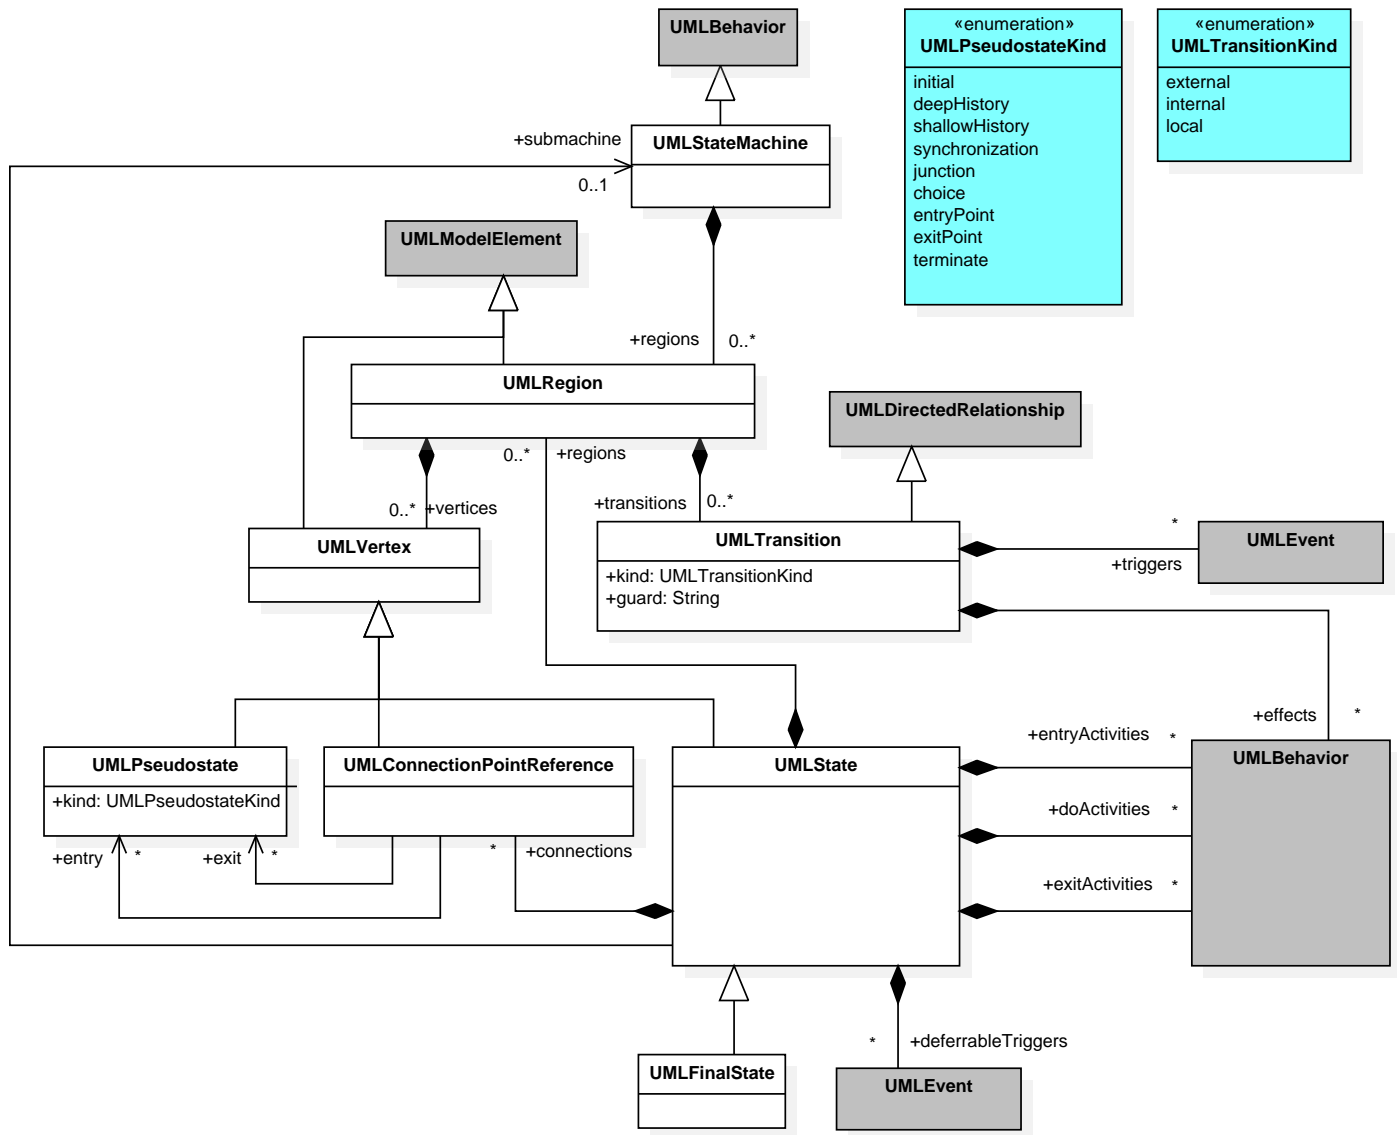 UMLBehavior
«enumeration»
UMLPseudostateKind
initial
deepHistory
shallowHistory
synchronization
junction
choice
entryPoint
exitPoint
terminate
«enumeration»
UMLTransitionKind
external
internal
local
+submachine
0..1
UMLStateMachine
UMLModelElement
+regions
0..*
UMLRegion
UMLDirectedRelationship
0..*
+regions
0..*
+vertices
+transitions
0..*
UMLVertex
UMLTransition
+kind: UMLTransitionKind
+guard: String
*
+triggers
UMLEvent
+effects
*
UMLPseudostate
+kind: UMLPseudostateKind
UMLConnectionPointReference
UMLState
+entryActivities
*
+doActivities
*
+exitActivities
*
UMLBehavior
+entry
*
+exit
*
*
+connections
*
+deferrableTriggers
UMLFinalState
UMLEvent